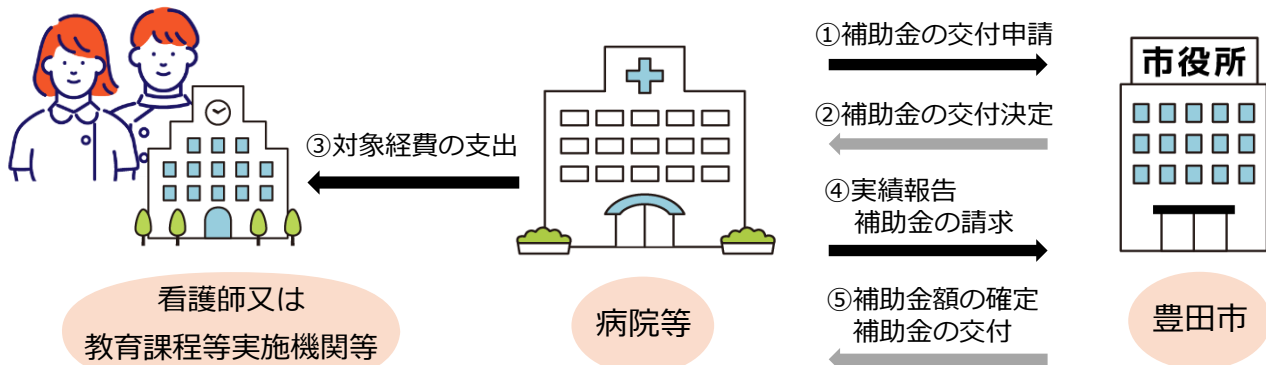 ①補助金の交付申請
市役所
②補助金の交付決定
③対象経費の支出
④実績報告
補助金の請求
⑤補助金額の確定
補助金の交付
看護師又は
教育課程等実施機関等
病院等
豊田市